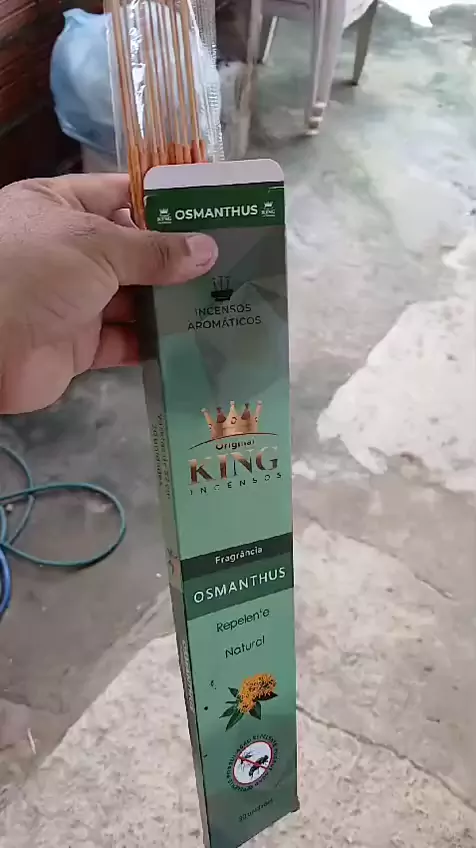 OSMANTHUS
INCENSOS
AROMÁTICOS
Original
KING
INCENSOS
Fragrância
OSMANTHUS
Repelente
Natural